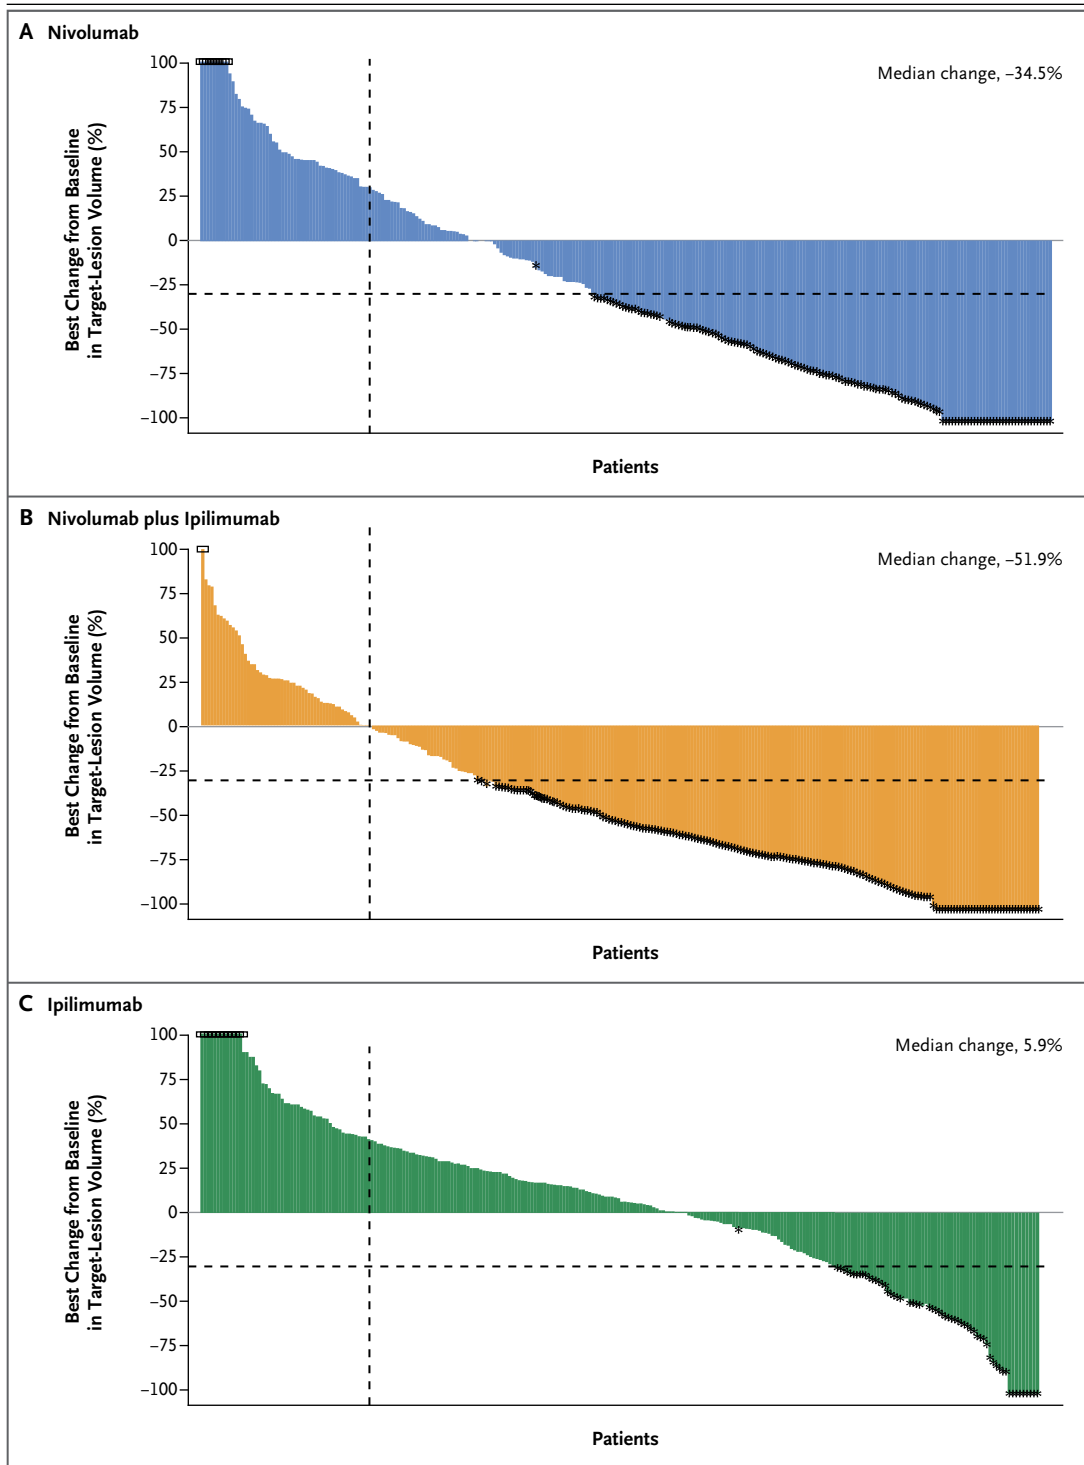 A Nivolumab
Median change, –34.5%
Best Change from Baseline
in Target-Lesion Volume (%)
100
75
50
25
0
–25
–50
–75
–100
Patients
B Nivolumab plus Ipilimumab
Median change, –51.9%
Best Change from Baseline
in Target-Lesion Volume (%)
100
75
50
25
0
–25
–50
–75
–100
Patients
C Ipilimumab
Median change, 5.9%
Best Change from Baseline
in Target-Lesion Volume (%)
100
75
50
25
0
–25
–50
–75
–100
Patients